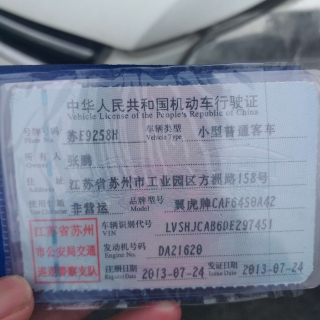 中华人民共和国机动车行驶证
Vehicle License of the People's Republic of China
苏E9258H 车辆类型 Vehicle Type 小型普通客车
张鹏
江苏省苏州市工业园区方洲路158号
非营运 品牌型号 翼虎牌CAF6450A42
江苏省苏州 车辆识别代号 VIN LVSHJCAB6DE297451
市公安局交通 发动机号码 Engine No. DA21620
巡逻警察支队 注册日期 2013-07-24 发证日期 Issue Date 2013-07-24